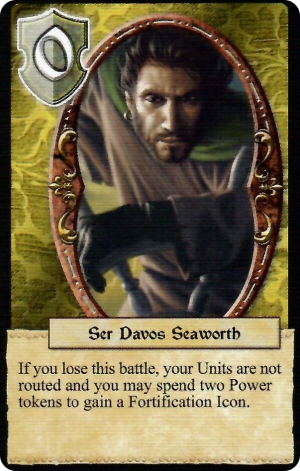 Ser Davos Seaworth
If you lose this battle, your Units are not
routed and you may spend two Power
tokens to gain a Fortification Icon.